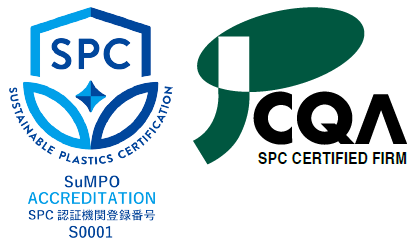 SPC
SUSTAINABLE PLASTICS CERTIFICATION
SuMPO
ACCREDITATION
SPC 認証機関登録番号
S0001
JCQA
SPC CERTIFIED FIRM